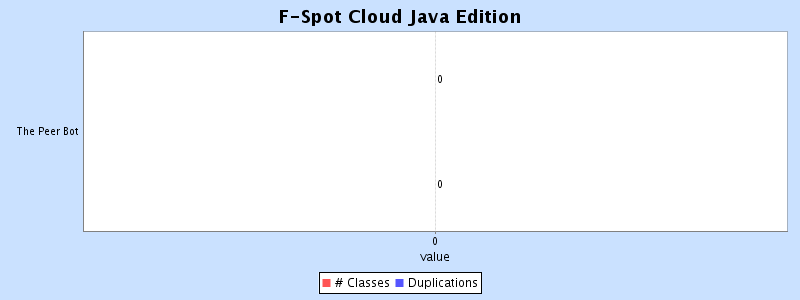 F-Spot Cloud Java Edition
0
The Peer Bot
0
0
value
# Classes Duplications